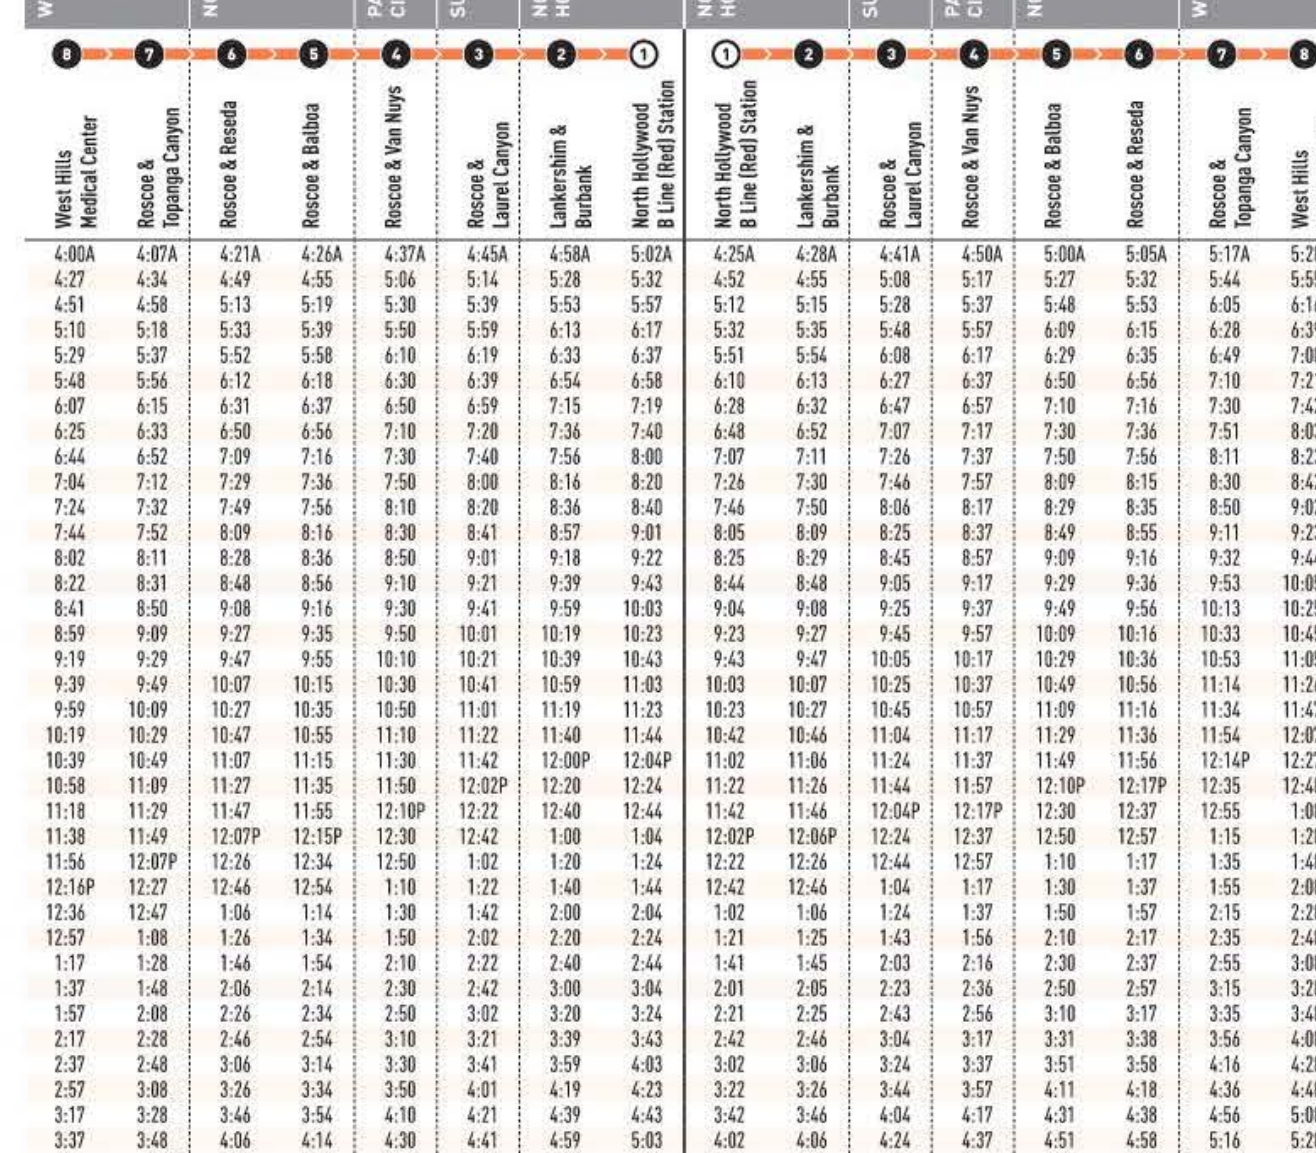 8 7 6 5 4 3 2 1 1 2 3 4 5 6 7 8
West Hills Medical Center
Roscoe & Topanga Canyon
Roscoe & Reseda
Roscoe & Balboa
Roscoe & Van Nuys
Roscoe & Laurel Canyon
Lankershim & Burbank
North Hollywood B Line (Red) Station
North Hollywood B Line (Red) Station
Lankershim & Burbank
Roscoe & Laurel Canyon
Roscoe & Van Nuys
Roscoe & Balboa
Roscoe & Reseda
Roscoe & Topanga Canyon
West Hills
4:00A 4:07A 4:21A 4:26A 4:37A 4:45A 4:58A 5:02A 4:25A 4:28A 4:41A 4:50A 5:00A 5:05A 5:17A
4:27 4:34 4:49 4:55 5:06 5:14 5:28 5:32 4:52 4:55 5:08 5:17 5:27 5:32 5:44
4:51 4:58 5:13 5:19 5:30 5:39 5:53 5:57 5:12 5:15 5:28 5:37 5:48 5:53 6:05
5:10 5:18 5:33 5:39 5:50 5:59 6:13 6:17 5:32 5:35 5:48 5:57 6:09 6:15 6:28
5:29 5:37 5:52 5:58 6:10 6:19 6:33 6:37 5:51 5:54 6:08 6:17 6:29 6:35 6:49
5:48 5:56 6:12 6:18 6:30 6:39 6:54 6:58 6:10 6:13 6:27 6:37 6:50 6:56 7:10
6:07 6:15 6:31 6:37 6:50 6:59 7:15 7:19 6:28 6:32 6:47 6:57 7:10 7:16 7:30
6:25 6:33 6:50 6:56 7:10 7:20 7:36 7:40 6:48 6:52 7:07 7:17 7:30 7:36 7:51
6:44 6:52 7:09 7:16 7:30 7:40 7:56 8:00 7:07 7:11 7:26 7:37 7:50 7:56 8:11
7:04 7:12 7:29 7:36 7:50 8:00 8:16 8:20 7:26 7:30 7:46 7:57 8:09 8:15 8:30
7:24 7:32 7:49 7:56 8:10 8:20 8:36 8:40 7:46 7:50 8:06 8:17 8:29 8:35 8:50
7:44 7:52 8:09 8:16 8:30 8:41 8:57 9:01 8:05 8:09 8:25 8:37 8:49 8:55 9:11
8:02 8:11 8:28 8:36 8:50 9:01 9:18 9:22 8:25 8:29 8:45 8:57 9:09 9:16 9:32
8:22 8:31 8:48 8:56 9:10 9:21 9:39 9:43 8:44 8:48 9:05 9:17 9:29 9:36 9:53
8:41 8:50 9:08 9:16 9:30 9:41 9:59 10:03 9:04 9:08 9:25 9:37 9:49 9:56 10:13
8:59 9:09 9:27 9:35 9:50 10:01 10:19 10:23 9:23 9:27 9:45 9:57 10:09 10:16 10:33
9:19 9:29 9:47 9:55 10:10 10:21 10:39 10:43 9:43 9:47 10:05 10:17 10:29 10:36 10:53
9:39 9:49 10:07 10:15 10:30 10:41 10:59 11:03 10:03 10:07 10:25 10:37 10:49 10:56 11:14
9:59 10:09 10:27 10:35 10:50 11:01 11:19 11:23 10:23 10:27 10:45 10:57 11:09 11:16 11:34
10:19 10:29 10:47 10:55 11:10 11:22 11:40 11:44 10:42 10:46 11:04 11:17 11:29 11:36 11:54
10:39 10:49 11:07 11:15 11:30 11:42 12:00P 12:04P 11:02 11:06 11:24 11:37 11:49 11:56 12:14P
10:58 11:09 11:27 11:35 11:50 12:02P 12:20 12:24 11:22 11:26 11:44 11:57 12:10P 12:17P 12:35
11:18 11:29 11:47 11:55 12:10P 12:22 12:40 12:44 11:42 11:46 12:04P 12:17P 12:30 12:37 12:55
11:38 11:49 12:07P 12:15P 12:30 12:42 1:00 1:04 12:02P 12:06P 12:24 12:37 12:50 12:57 1:15
11:56 12:07P 12:26 12:34 12:50 1:02 1:20 1:24 12:22 12:26 12:44 12:57 1:10 1:17 1:35
12:16P 12:27 12:46 12:54 1:10 1:22 1:40 1:44 12:42 12:46 1:04 1:17 1:30 1:37 1:55
12:36 12:47 1:06 1:14 1:30 1:42 2:00 2:04 1:02 1:06 1:24 1:37 1:50 1:57 2:15
12:57 1:08 1:26 1:34 1:50 2:02 2:20 2:24 1:21 1:25 1:43 1:56 2:10 2:17 2:35
1:17 1:28 1:46 1:54 2:10 2:22 2:40 2:44 1:41 1:45 2:03 2:16 2:30 2:37 2:55
1:37 1:48 2:06 2:14 2:30 2:42 3:00 3:04 2:01 2:05 2:23 2:36 2:50 2:57 3:15
1:57 2:08 2:26 2:34 2:50 3:02 3:20 3:24 2:21 2:25 2:43 2:56 3:10 3:17 3:35
2:17 2:28 2:46 2:54 3:10 3:21 3:39 3:43 2:42 2:46 3:04 3:17 3:31 3:38 3:56
2:37 2:48 3:06 3:14 3:30 3:41 3:59 4:03 3:02 3:06 3:24 3:37 3:51 3:58 4:16
2:57 3:08 3:26 3:34 3:50 4:01 4:19 4:23 3:22 3:26 3:44 3:57 4:11 4:18 4:36
3:17 3:28 3:46 3:54 4:10 4:21 4:39 4:43 3:42 3:46 4:04 4:17 4:31 4:38 4:56
3:37 3:48 4:06 4:14 4:30 4:41 4:59 5:03 4:02 4:06 4:24 4:37 4:51 4:58 5:16